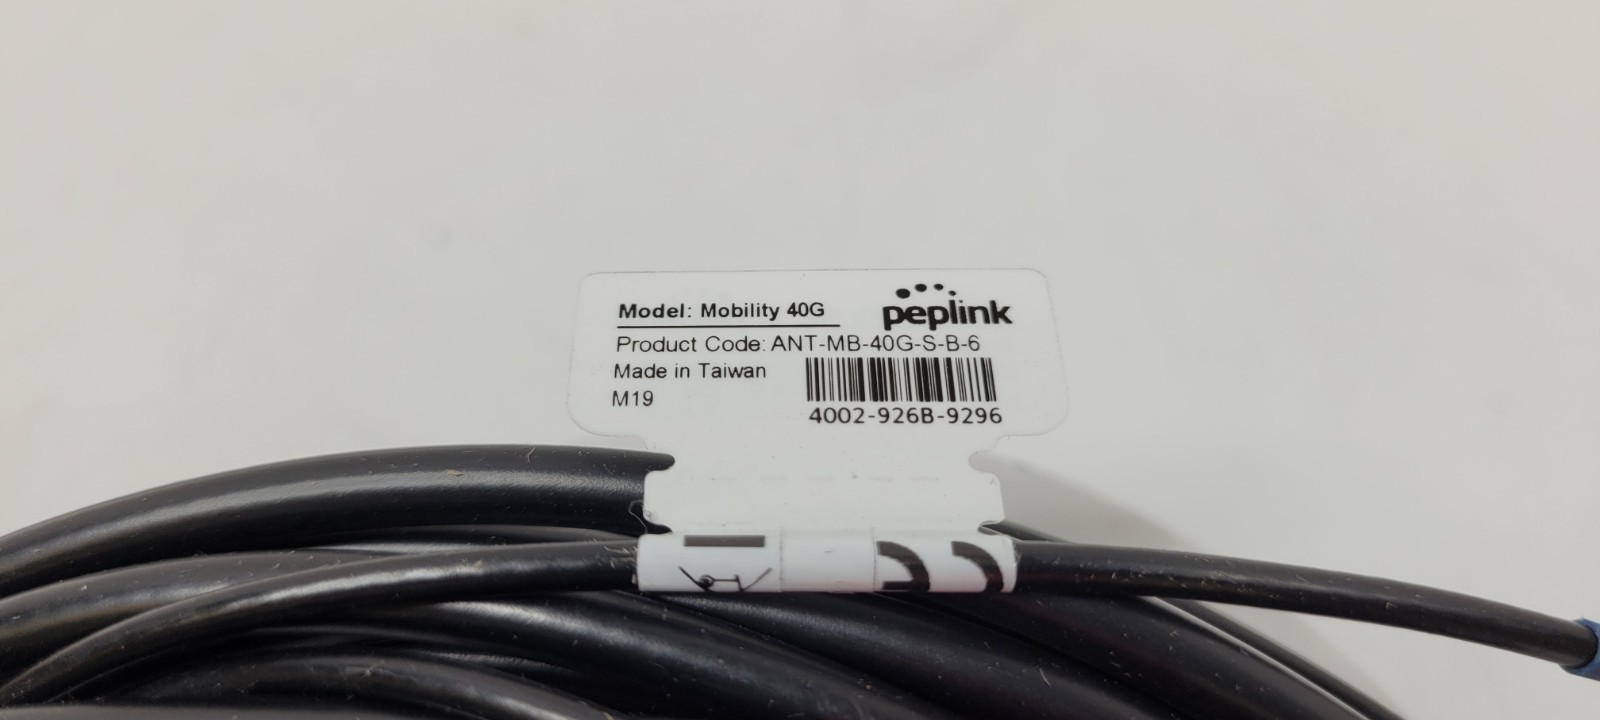 Model: Mobility 40G
peplink
Product Code: ANT-MB-40G-S-B-6
Made in Taiwan
M19
4002-926B-9296